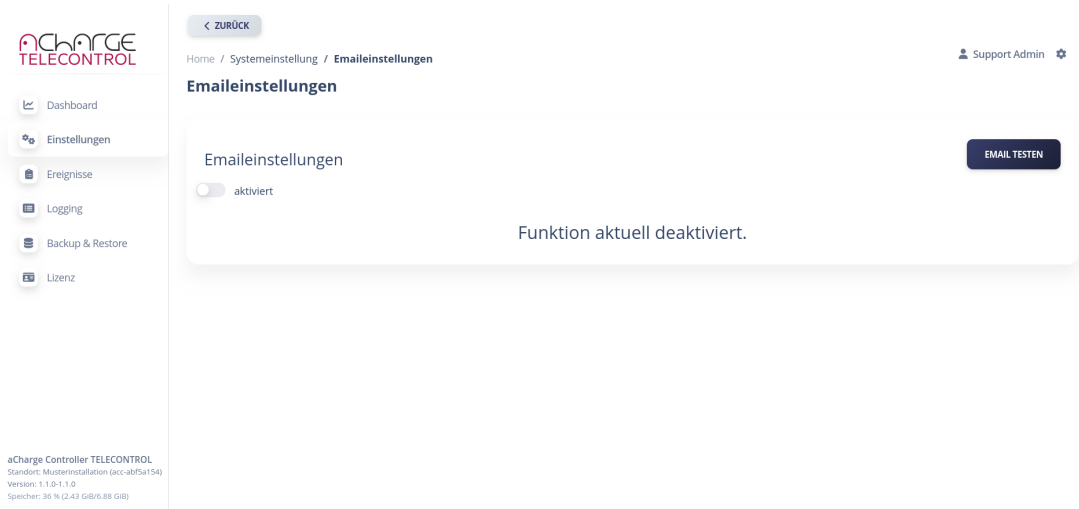 aCHARGE
TELECONTROL
Dashboard
Einstellungen
Ereignisse
Logging
Backup & Restore
Lizenz
aCharge Controller TELECONTROL
Standort: Musterinstallation (acc-abf5a154)
Version: 1.1.0-1.1.0
Speicher: 36 % (2.43 GiB/6.88 GiB)
ZURÜCK
Home / Systemeinstellung / Emaileinstellungen
Support Admin
Emaileinstellungen
Emaileinstellungen
EMAIL TESTEN
aktiviert
Funktion aktuell deaktiviert.